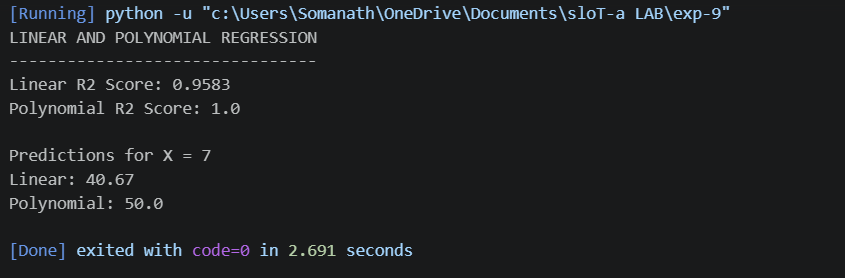 [Running] python -u "c:\Users\Somanath\OneDrive\Documents\sloT-a LAB\exp-9"
LINEAR AND POLYNOMIAL REGRESSION
--------------------------------
Linear R2 Score: 0.9583
Polynomial R2 Score: 1.0

Predictions for X = 7
Linear: 40.67
Polynomial: 50.0

[Done] exited with code=0 in 2.691 seconds